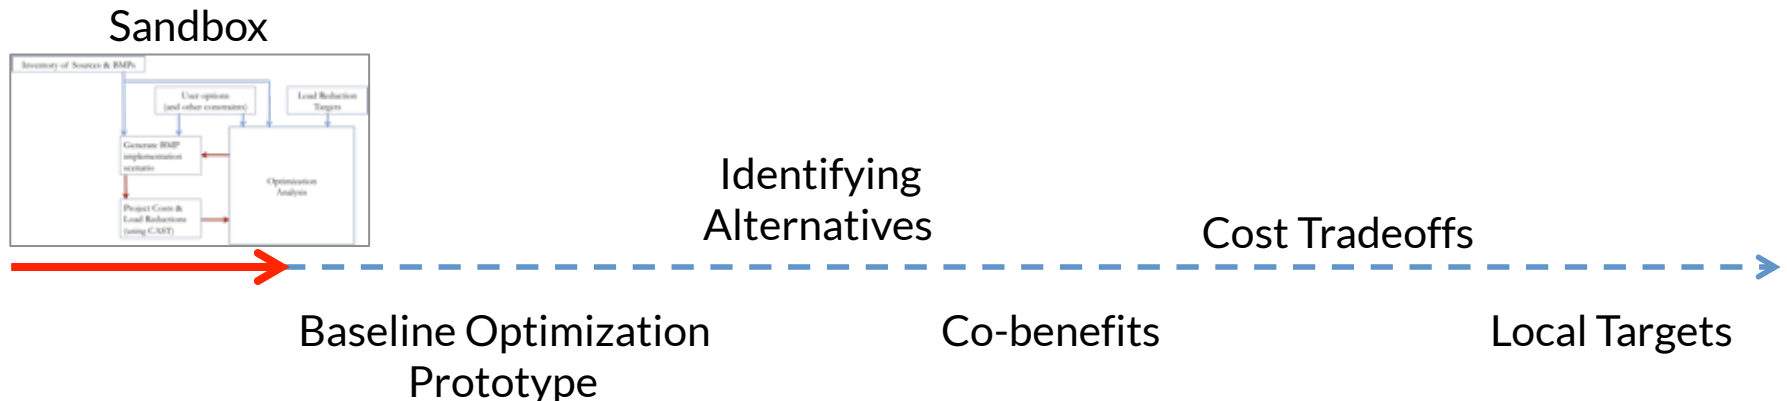 Sandbox
Inventory of Sources & BMPs
User options
(and other constraints)
Load Reduction
Targets
Generate BMP
implementation
scenario
Optimization
Analysis
Project Costs &
Load Reductions
(using CAST)
Identifying
Alternatives
Cost Tradeoffs
Baseline Optimization
Prototype
Co-benefits
Local Targets